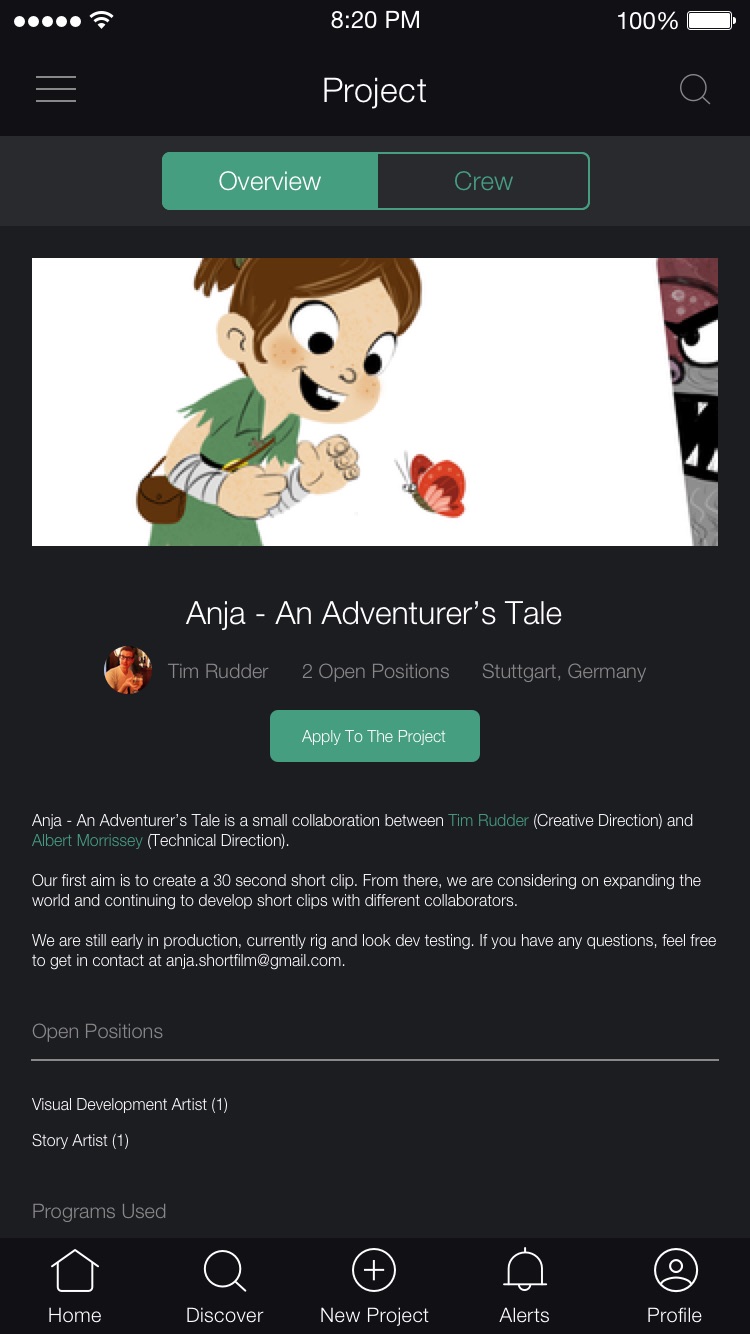 8:20 PM 100%
Project
Overview Crew
Anja - An Adventurer’s Tale
Tim Rudder 2 Open Positions Stuttgart, Germany
Apply To The Project
Anja - An Adventurer’s Tale is a small collaboration between Tim Rudder (Creative Direction) and
Albert Morrissey (Technical Direction).
Our first aim is to create a 30 second short clip. From there, we are considering on expanding the
world and continuing to develop short clips with different collaborators.
We are still early in production, currently rig and look dev testing. If you have any questions, feel free
to get in contact at anja.shortfilm@gmail.com.
Open Positions
Visual Development Artist (1)
Story Artist (1)
Programs Used
Home Discover New Project Alerts Profile